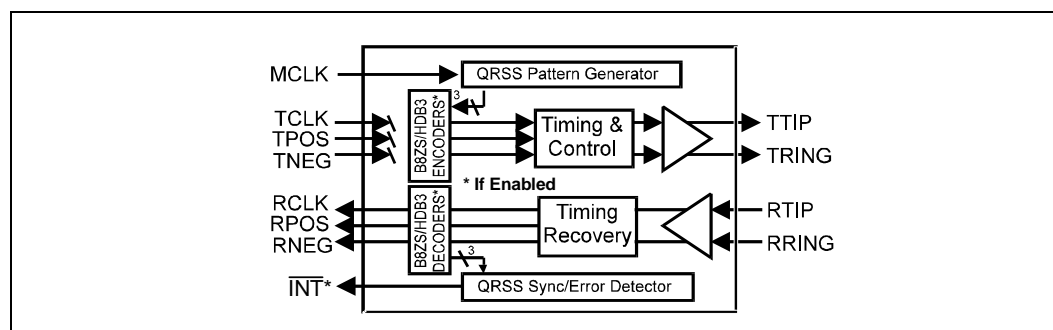 MCLK
QRSS Pattern Generator
3
TCLK
TPOS
TNEG
B8ZS/HDB3
ENCODERS*
Timing &
Control
TTIP
TRING
* If Enabled
RCLK
RPOS
RNEG
B8ZS/HDB3
DECODERS*
Timing
Recovery
RTIP
RRING
3
INT*
QRSS Sync/Error Detector